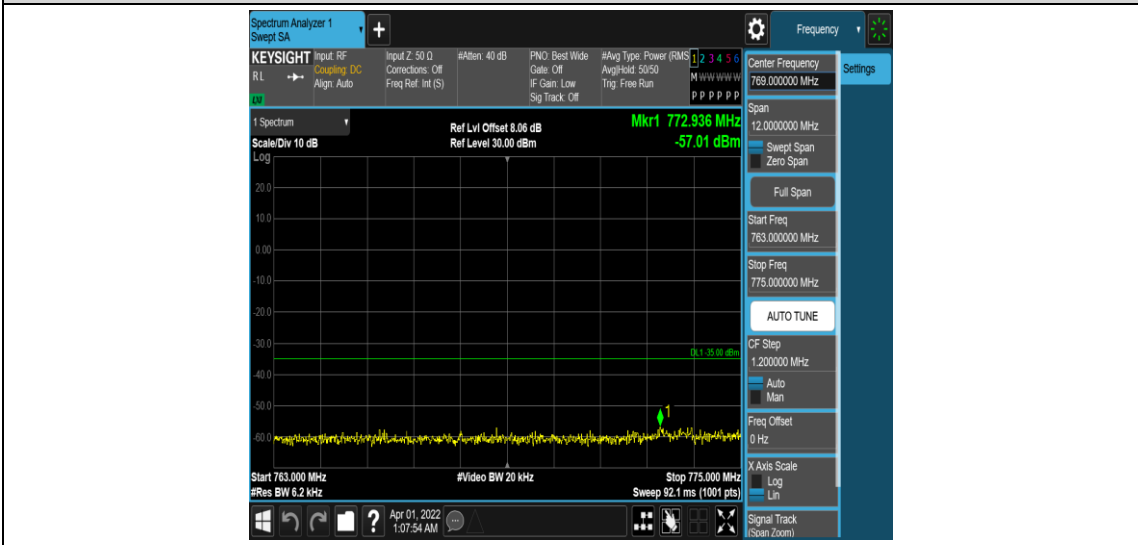 Spectrum Analyzer 1
Swept SA
+
Frequency
KEYSIGHT
Input: RF
Coupling: DC
Align: Auto
RL
LXI
Input Z: 50 Ω
Corrections: Off
Freq Ref: Int (S)
#Atten: 40 dB
PNO: Best Wide
Gate: Off
IF Gain: Low
Sig Track: Off
#Avg Type: Power (RMS
Avg|Hold: 50/50
Trig: Free Run
1 2 3 4 5 6
M W W W W W
P P P P P P
Center Frequency
769.000000 MHz
Settings
Span
12.0000000 MHz
Swept Span
Zero Span
Full Span
Start Freq
763.000000 MHz
Stop Freq
775.000000 MHz
AUTO TUNE
CF Step
1.200000 MHz
Auto
Man
Freq Offset
0 Hz
X Axis Scale
Log
Lin
Signal Track
(Span Zoom)
1 Spectrum
Scale/Div 10 dB
Ref Lvl Offset 8.06 dB
Ref Level 30.00 dBm
Mkr1 772.936 MHz
-57.01 dBm
Log
20.0
10.0
0.00
-10.0
-20.0
-30.0
DL1 -35.00 dBm
-40.0
-50.0
1
-60.0
Start 763.000 MHz
#Video BW 20 kHz
Stop 775.000 MHz
#Res BW 6.2 kHz
Sweep 92.1 ms (1001 pts)
?
Apr 01, 2022
1:07:54 AM